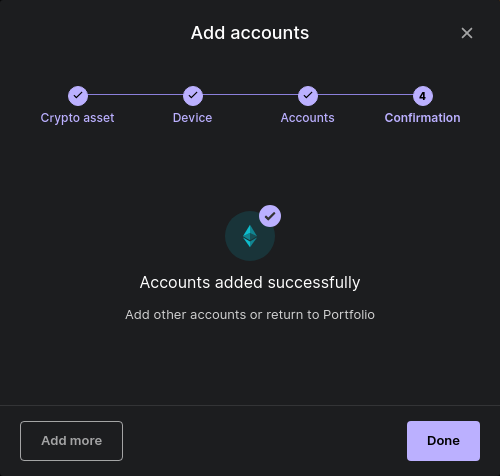 Add accounts
4
Crypto asset
Device
Accounts
Confirmation
Accounts added successfully
Add other accounts or return to Portfolio
Add more
Done